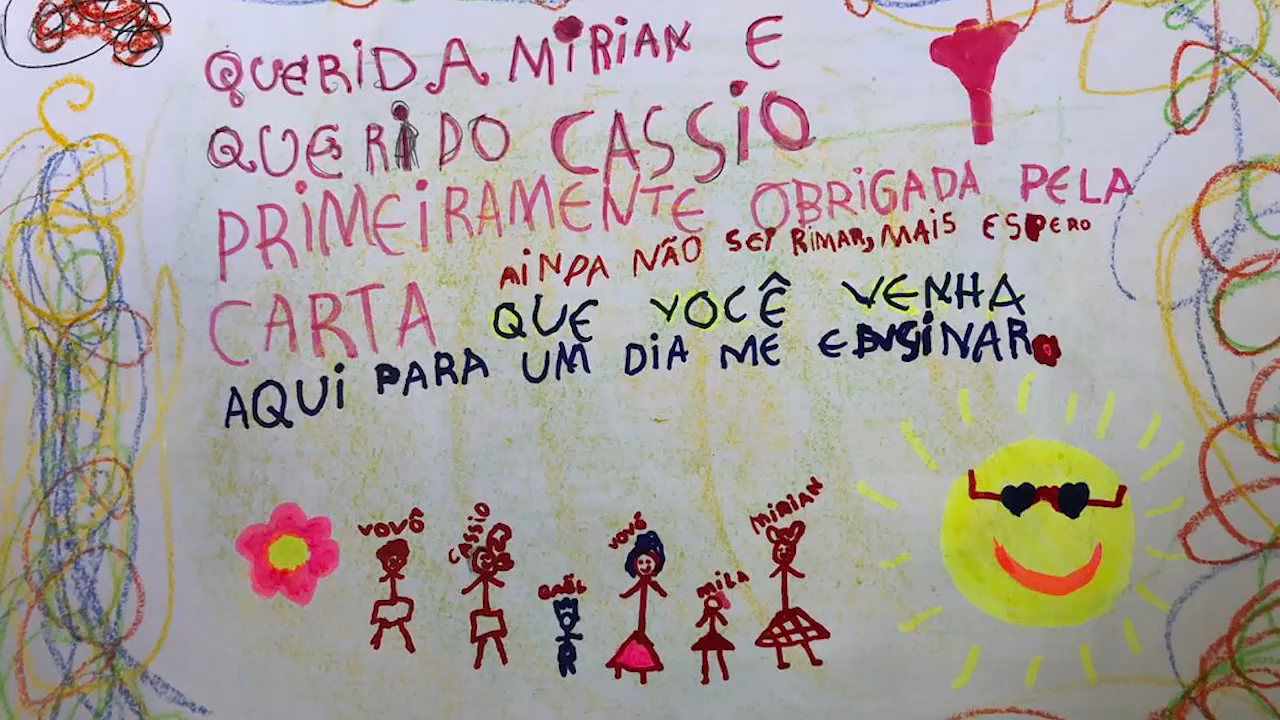 QUERIDA MIRIAN E
QUERIDO CASSIO
PRIMEIRAMENTE OBRIGADA PELA
CARTA AINDA NÃO SEI RIMAR, MAIS ESPERO
QUE VOCÊ VENHA
AQUI PARA UM DIA ME ENSINAR
VOVÔ
CASSIO
GAEL
VOVÓ
MILA
MIRIAN